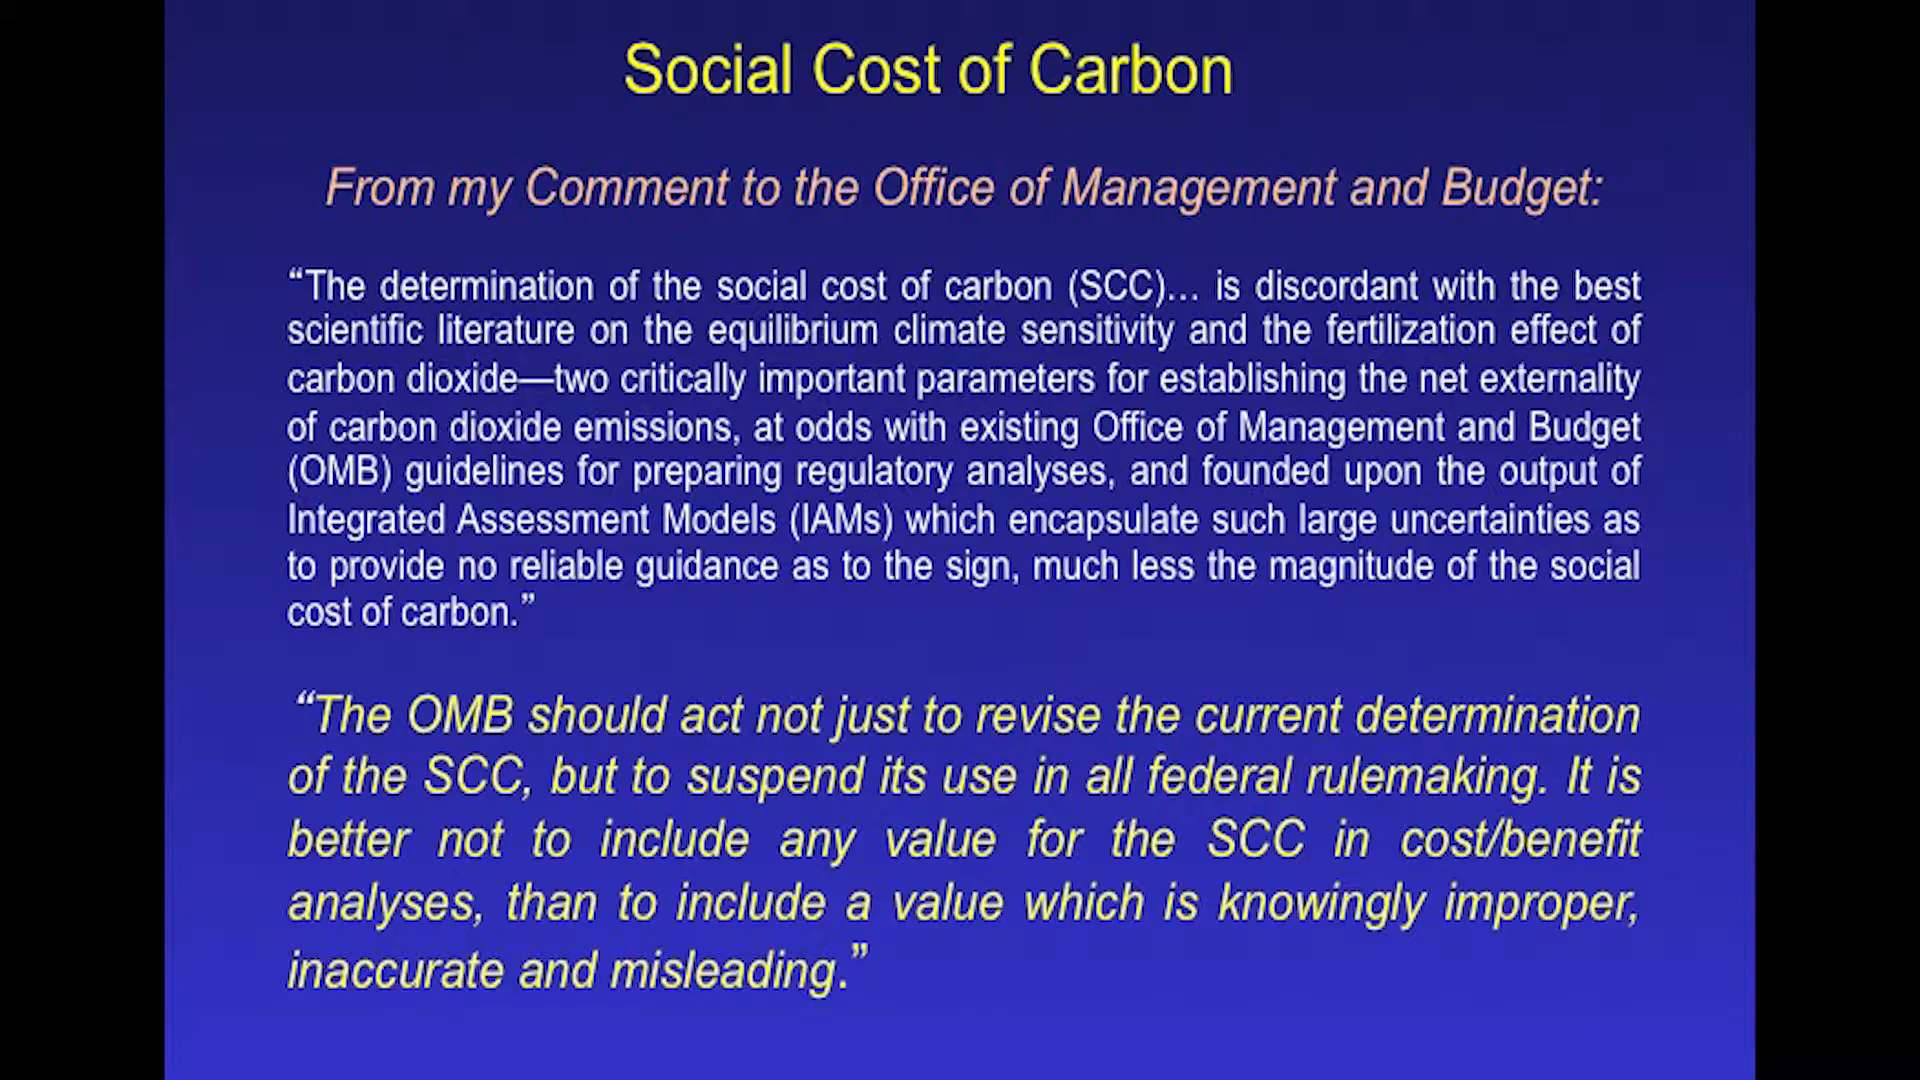 Social Cost of Carbon
From my Comment to the Office of Management and Budget:
“The determination of the social cost of carbon (SCC)… is discordant with the best
scientific literature on the equilibrium climate sensitivity and the fertilization effect of
carbon dioxide—two critically important parameters for establishing the net externality
of carbon dioxide emissions, at odds with existing Office of Management and Budget
(OMB) guidelines for preparing regulatory analyses, and founded upon the output of
Integrated Assessment Models (IAMs) which encapsulate such large uncertainties as
to provide no reliable guidance as to the sign, much less the magnitude of the social
cost of carbon.”
“The OMB should act not just to revise the current determination
of the SCC, but to suspend its use in all federal rulemaking. It is
better not to include any value for the SCC in cost/benefit
analyses, than to include a value which is knowingly improper,
inaccurate and misleading.”